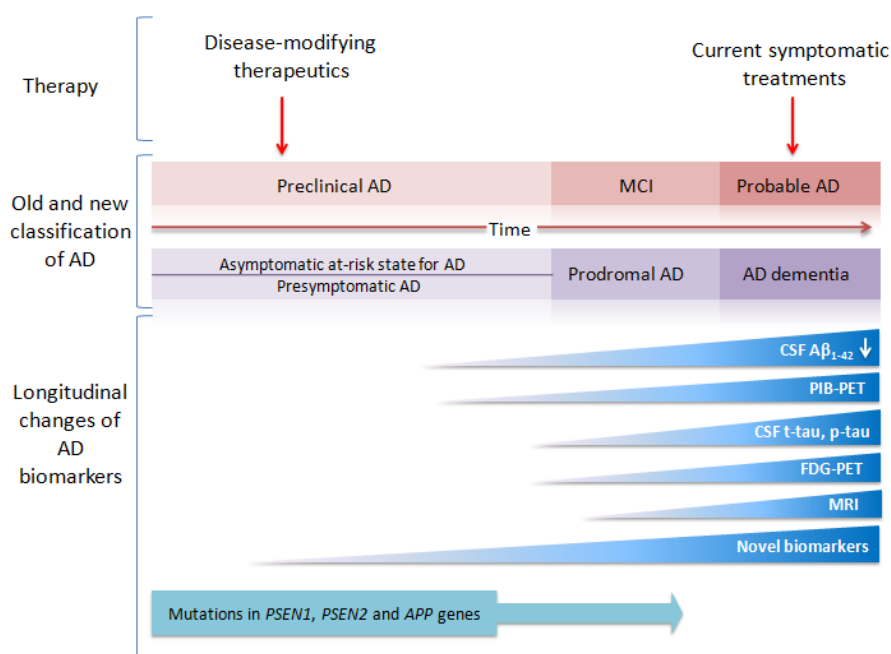 Disease-modifying
therapeutics
Current symptomatic
treatments
Therapy
Preclinical AD
MCI
Probable AD
Old and new
classification
of AD
Time
Asymptomatic at-risk state for AD
Presymptomatic AD
Prodromal AD
AD dementia
CSF Aβ1-42
PIB-PET
Longitudinal
changes of
AD
biomarkers
CSF t-tau, p-tau
FDG-PET
MRI
Novel biomarkers
Mutations in PSEN1, PSEN2 and APP genes